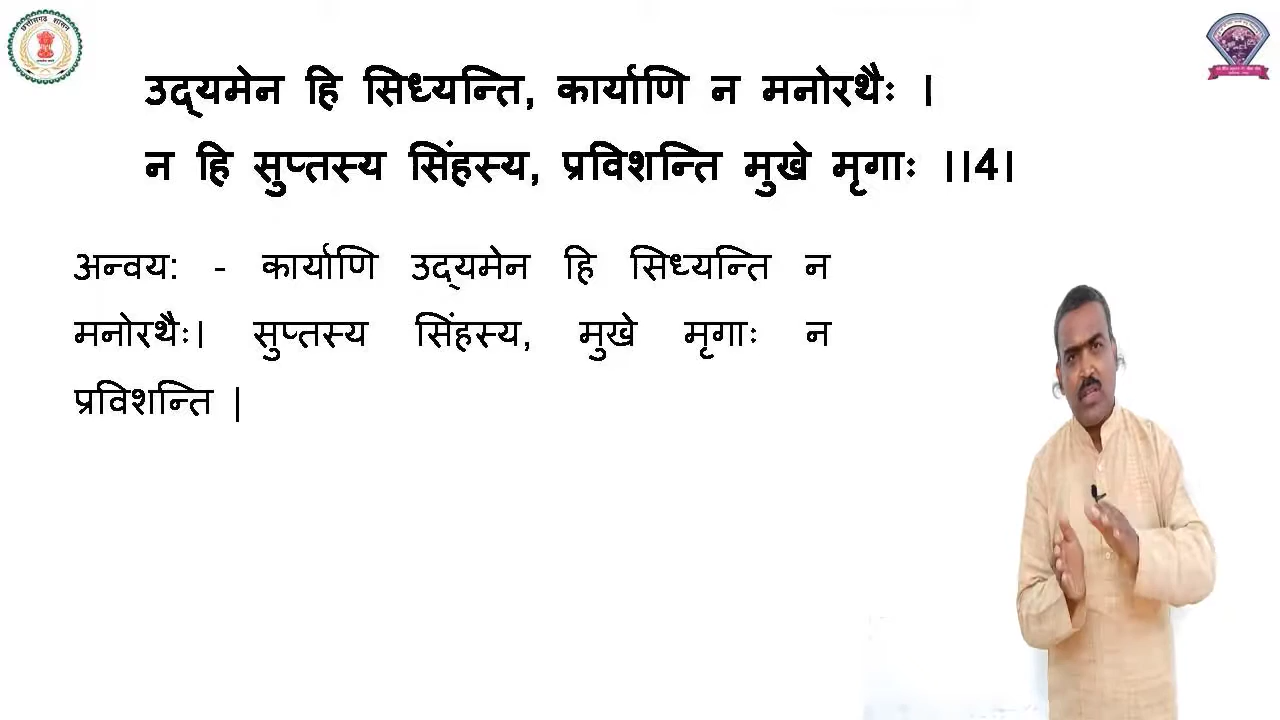 उद्यमेन हि सिध्यन्ति, कार्याणि न मनोरथैः ।
न हि सुप्तस्य सिंहस्य, प्रविशन्ति मुखे मृगाः ।।4।
अन्वय: - कार्याणि उद्यमेन हि सिध्यन्ति न
मनोरथैः। सुप्तस्य सिंहस्य, मुखे मृगाः न
प्रविशन्ति |